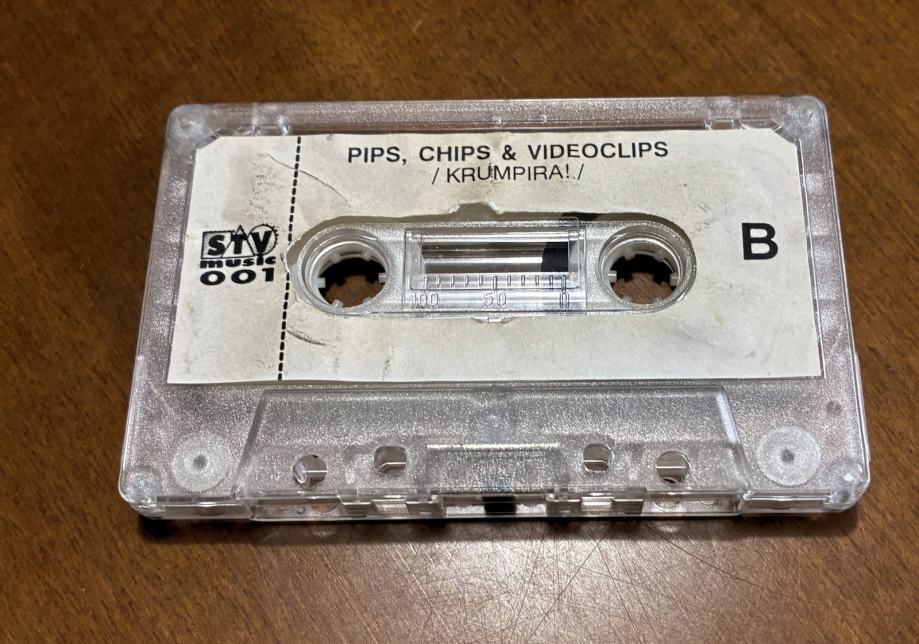 PIPS, CHIPS & VIDEOCLIPS
/ KRUMPIRA! /
STV
music
001
B
100 50 0